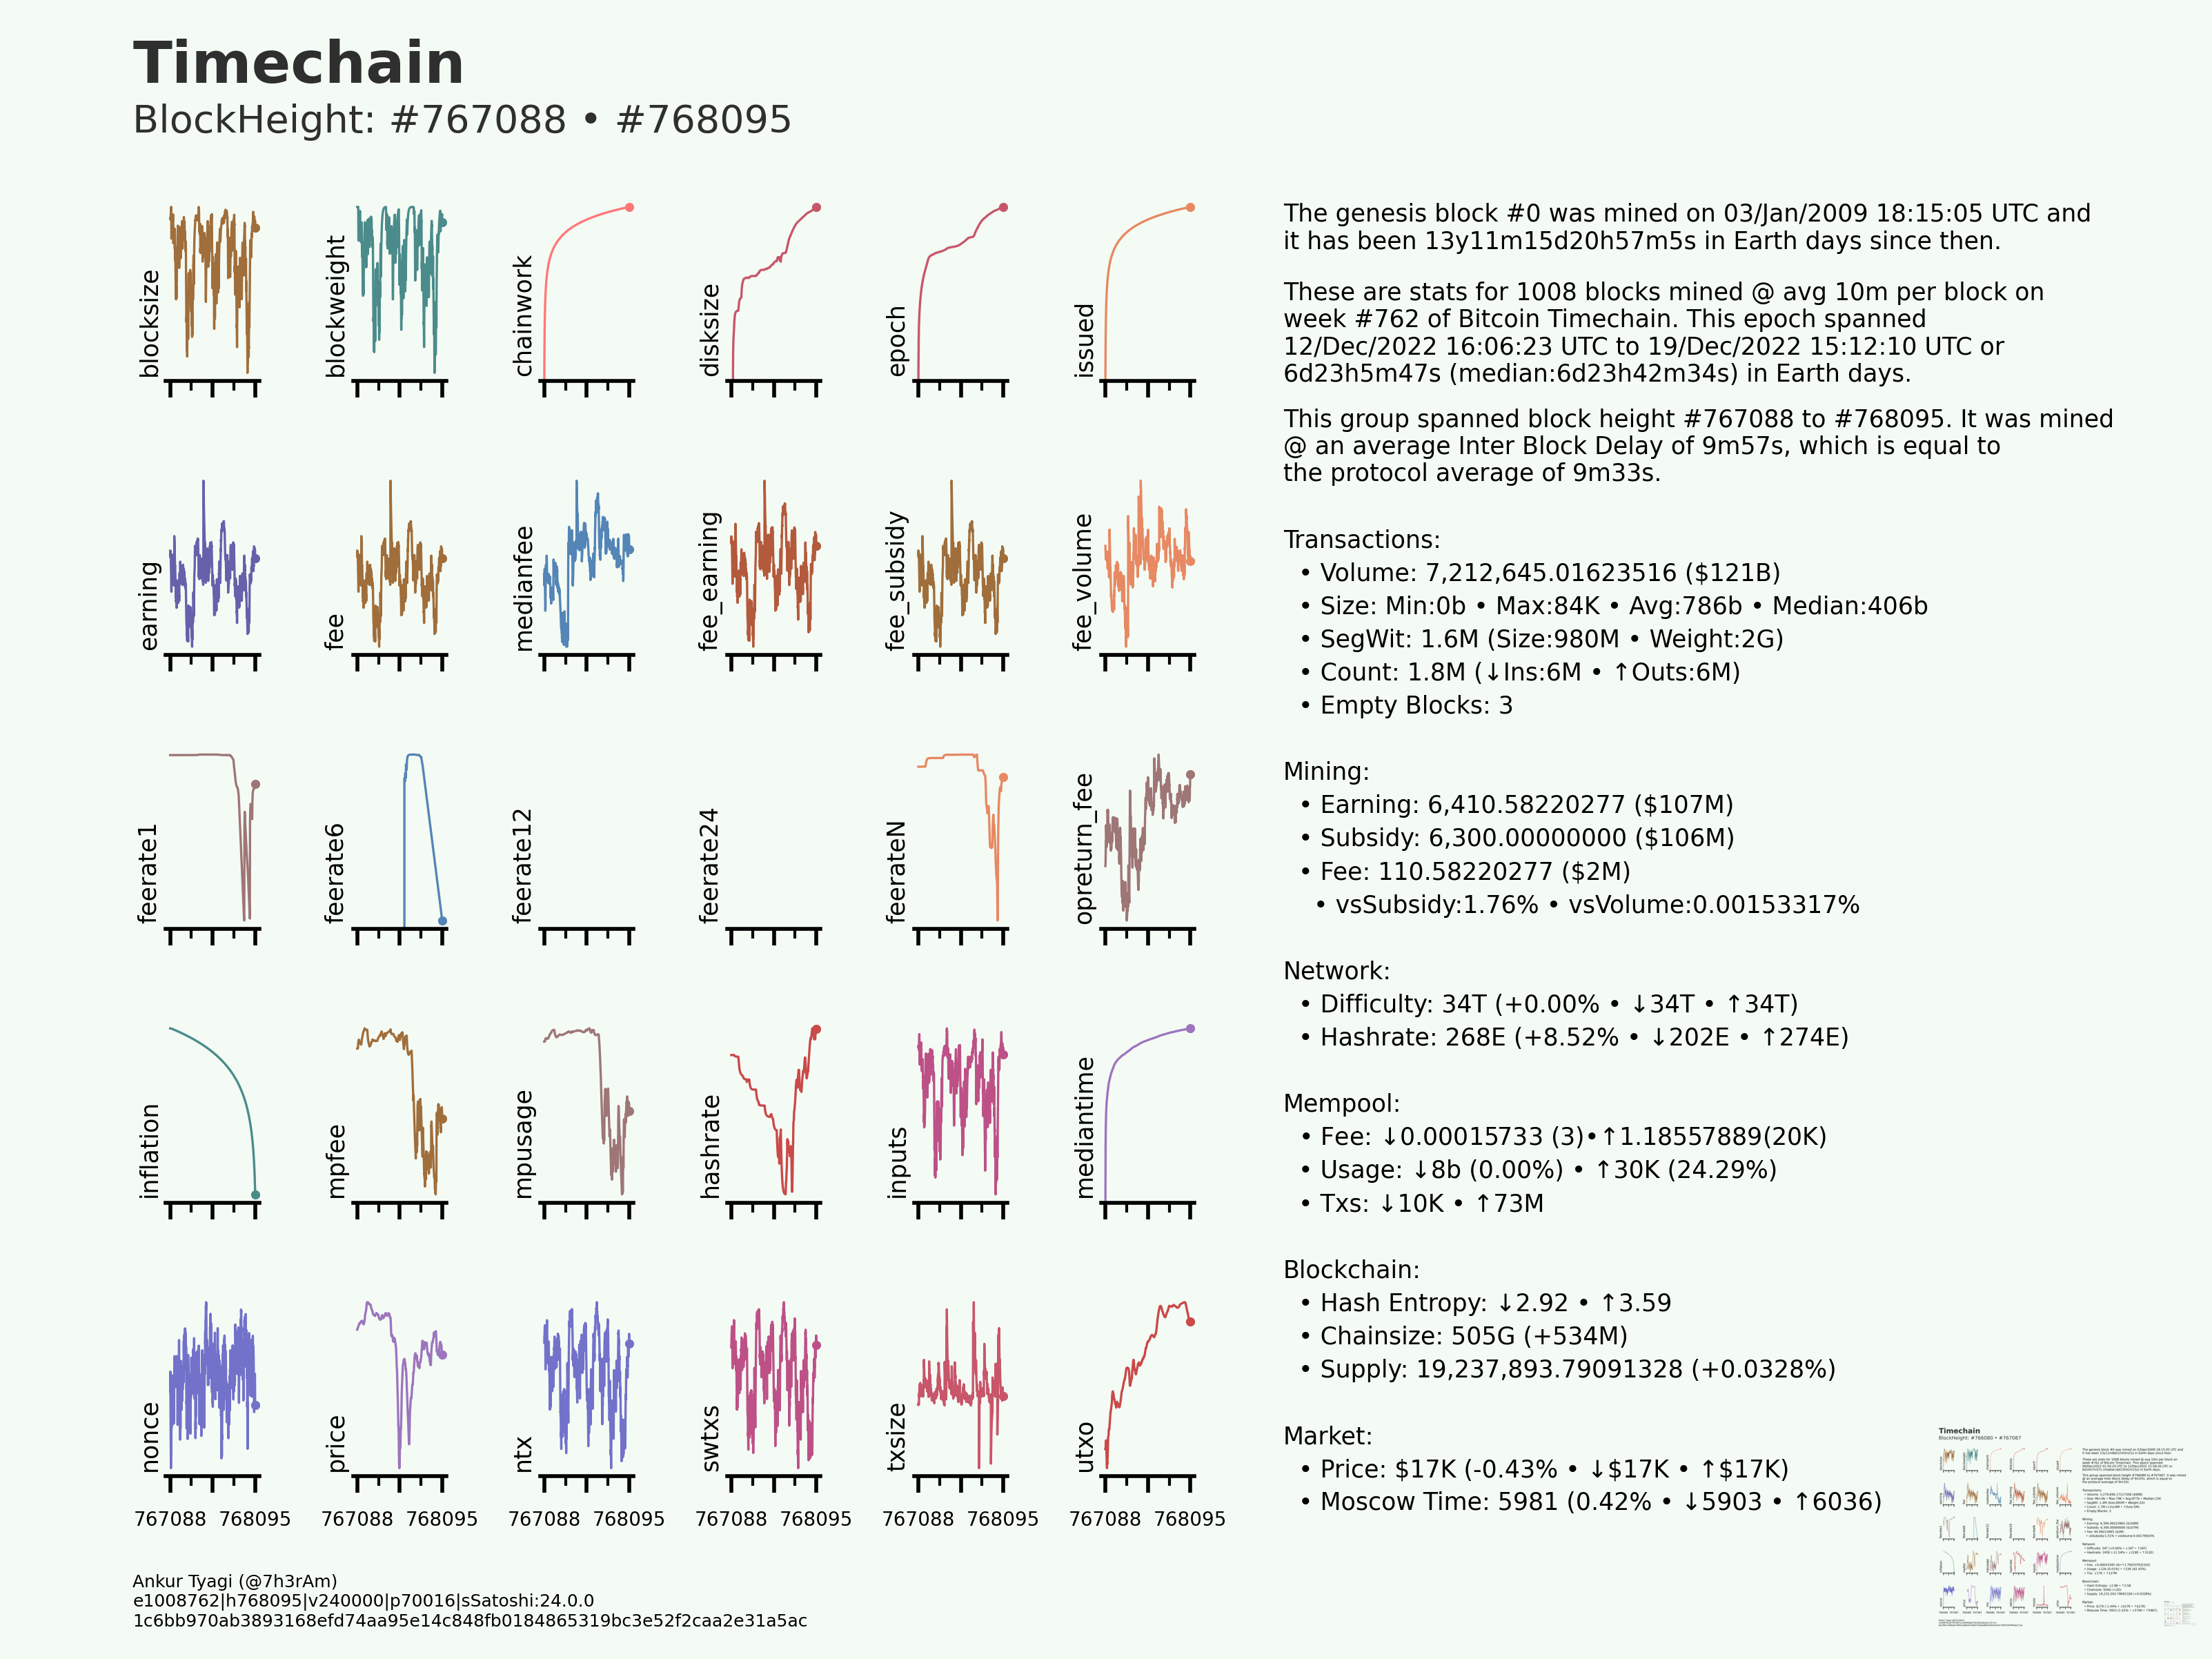 Timechain
BlockHeight: #767088 • #768095
blocksize
blockweight
chainwork
disksize
epoch
issued
earning
fee
medianfee
fee_earning
fee_subsidy
fee_volume
feerate1
feerate6
feerate12
feerate24
feerateN
opreturn_fee
inflation
mpfee
mpusage
hashrate
inputs
mediantime
nonce
price
ntx
swtxs
txsize
utxo
767088 768095 767088 768095 767088 768095 767088 768095 767088 768095 767088 768095
The genesis block #0 was mined on 03/Jan/2009 18:15:05 UTC and
it has been 13y11m15d20h57m5s in Earth days since then.
These are stats for 1008 blocks mined @ avg 10m per block on
week #762 of Bitcoin Timechain. This epoch spanned
12/Dec/2022 16:06:23 UTC to 19/Dec/2022 15:12:10 UTC or
6d23h5m47s (median:6d23h42m34s) in Earth days.
This group spanned block height #767088 to #768095. It was mined
@ an average Inter Block Delay of 9m57s, which is equal to
the protocol average of 9m33s.
Transactions:
• Volume: 7,212,645.01623516 ($121B)
• Size: Min:0b • Max:84K • Avg:786b • Median:406b
• SegWit: 1.6M (Size:980M • Weight:2G)
• Count: 1.8M (↓Ins:6M • ↑Outs:6M)
• Empty Blocks: 3
Mining:
• Earning: 6,410.58220277 ($107M)
• Subsidy: 6,300.00000000 ($106M)
• Fee: 110.58220277 ($2M)
• vsSubsidy:1.76% • vsVolume:0.00153317%
Network:
• Difficulty: 34T (+0.00% • ↓34T • ↑34T)
• Hashrate: 268E (+8.52% • ↓202E • ↑274E)
Mempool:
• Fee: ↓0.00015733 (3)•↑1.18557889(20K)
• Usage: ↓8b (0.00%) • ↑30K (24.29%)
• Txs: ↓10K • ↑73M
Blockchain:
• Hash Entropy: ↓2.92 • ↑3.59
• Chainsize: 505G (+534M)
• Supply: 19,237,893.79091328 (+0.0328%)
Market:
• Price: $17K (-0.43% • ↓$17K • ↑$17K)
• Moscow Time: 5981 (0.42% • ↓5903 • ↑6036)
Ankur Tyagi (@7h3rAm)
e1008762|h768095|v240000|p70016|sSatoshi:24.0.0
1c6bb970ab3893168efd74aa95e14c848fb0184865319bc3e52f2caa2e31a5ac
Timechain
BlockHeight: #766080 • #767087